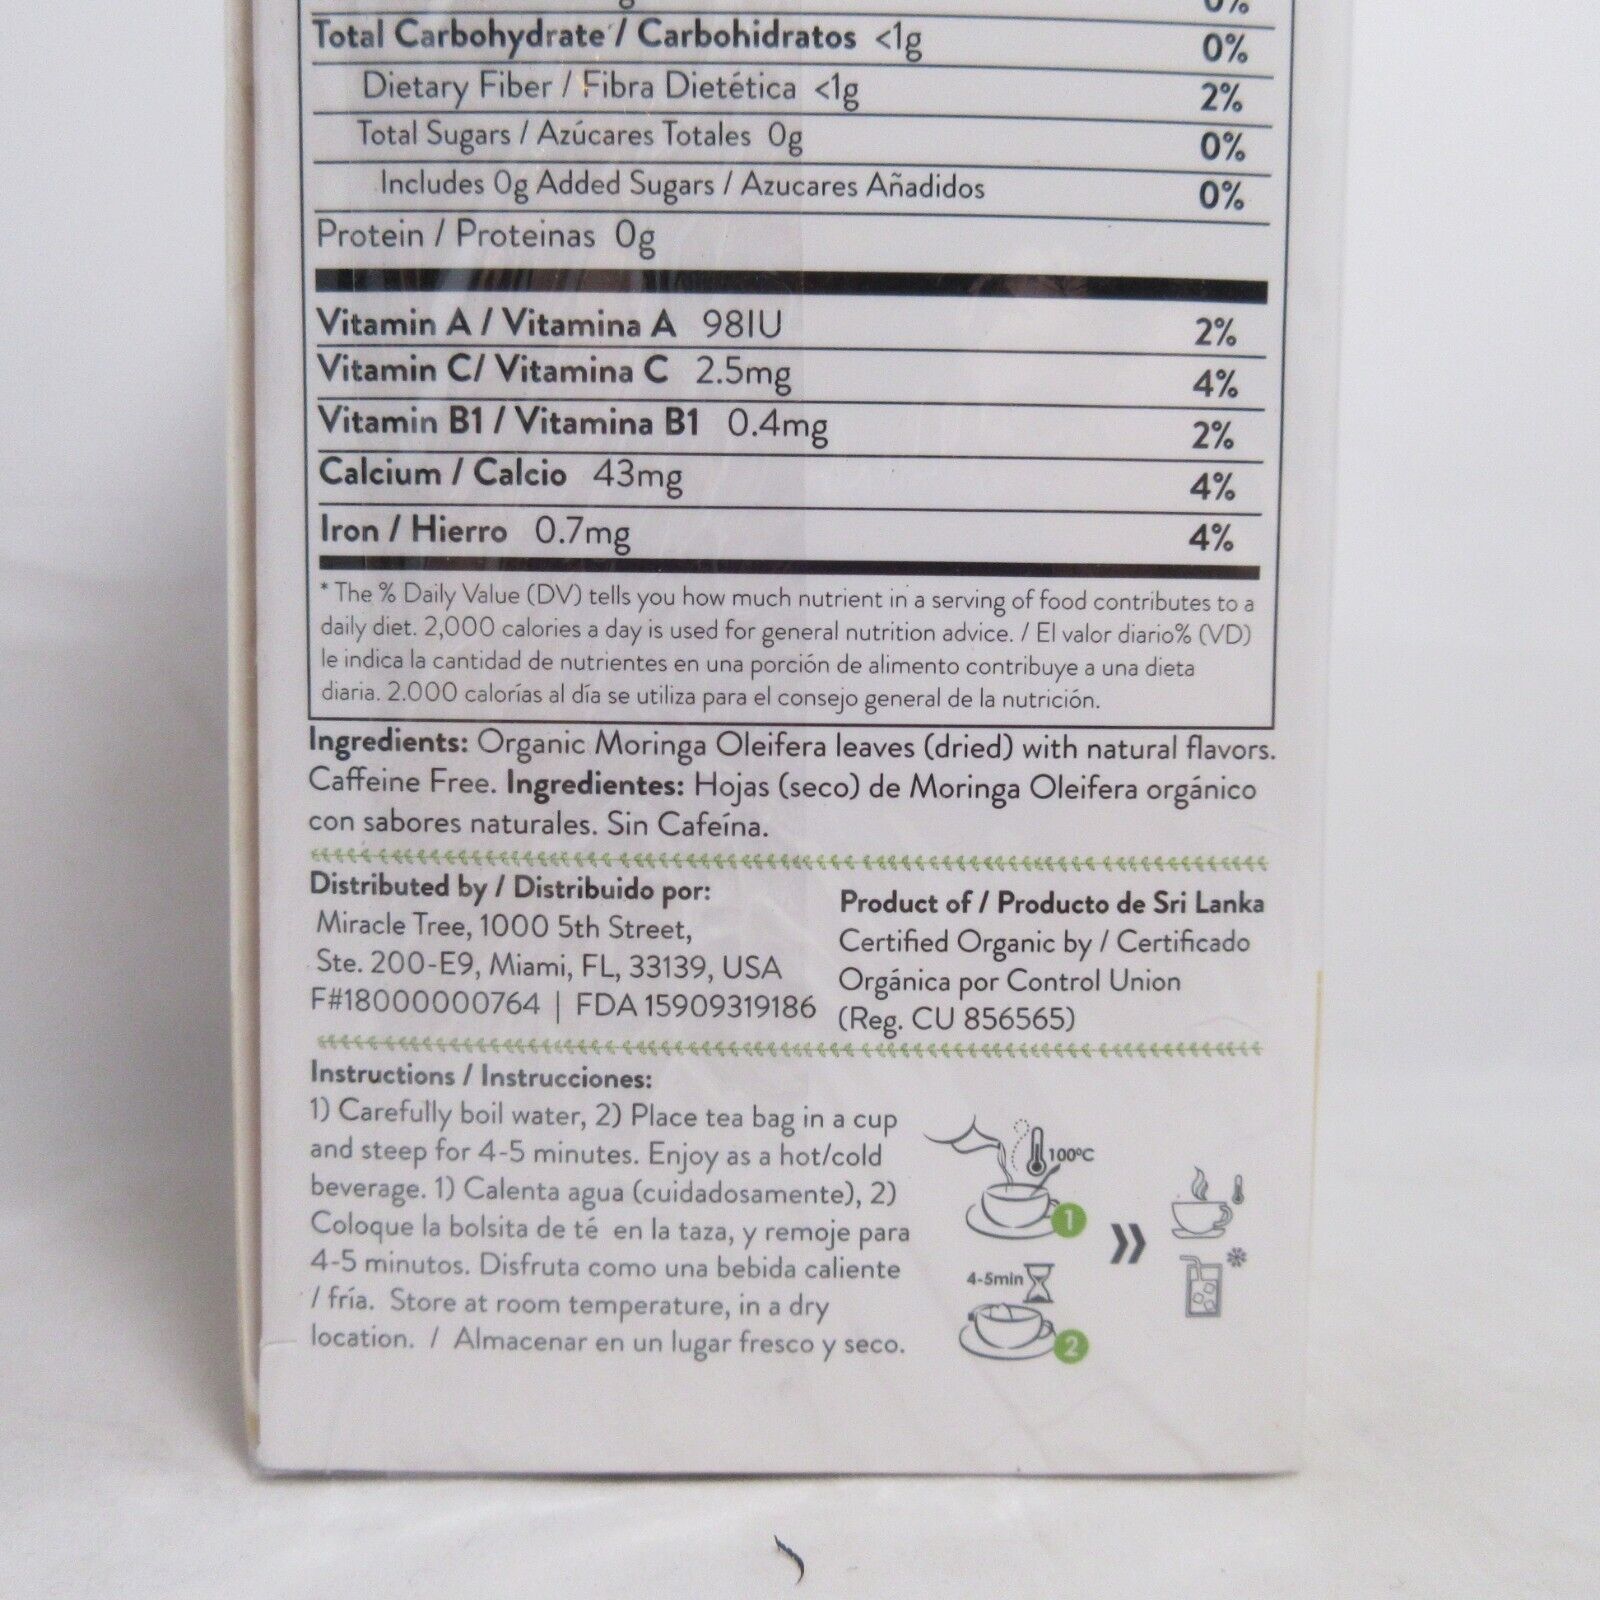 0%
Total Carbohydrate / Carbohidratos <1g 0%
Dietary Fiber / Fibra Dietética <1g 2%
Total Sugars / Azúcares Totales 0g 0%
Includes 0g Added Sugars / Azucares Añadidos 0%
Protein / Proteinas 0g
Vitamin A / Vitamina A 98IU 2%
Vitamin C/ Vitamina C 2.5mg 4%
Vitamin B1 / Vitamina B1 0.4mg 2%
Calcium / Calcio 43mg 4%
Iron / Hierro 0.7mg 4%
* The % Daily Value (DV) tells you how much nutrient in a serving of food contributes to a
daily diet. 2,000 calories a day is used for general nutrition advice. / El valor diario% (VD)
le indica la cantidad de nutrientes en una porción de alimento contribuye a una dieta
diaria. 2.000 calorías al día se utiliza para el consejo general de la nutrición.
Ingredients: Organic Moringa Oleifera leaves (dried) with natural flavors.
Caffeine Free. Ingredientes: Hojas (seco) de Moringa Oleifera orgánico
con sabores naturales. Sin Cafeína.
Distributed by / Distribuido por:
Miracle Tree, 1000 5th Street,
Ste. 200-E9, Miami, FL, 33139, USA
F#18000000764 | FDA 15909319186
Product of / Producto de Sri Lanka
Certified Organic by / Certificado
Orgánica por Control Union
(Reg. CU 856565)
Instructions / Instrucciones:
1) Carefully boil water, 2) Place tea bag in a cup
and steep for 4-5 minutes. Enjoy as a hot/cold
beverage. 1) Calenta agua (cuidadosamente), 2)
Coloque la bolsita de té en la taza, y remoje para
4-5 minutos. Disfruta como una bebida caliente
/ fría. Store at room temperature, in a dry
location. / Almacenar en un lugar fresco y seco.
100ºC
1
4-5min
2